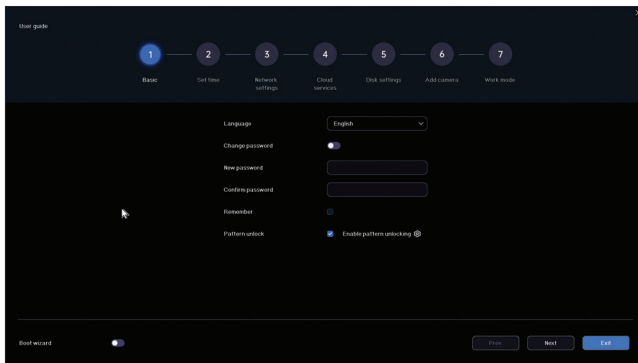 User guide
1 2 3 4 5 6 7
Basic Set time Network settings Cloud services Disk settings Add camera Work mode
Language English
Change password
New password
Confirm password
Remember
Pattern unlock Enable pattern unlocking
Boot wizard Prev Next Exit